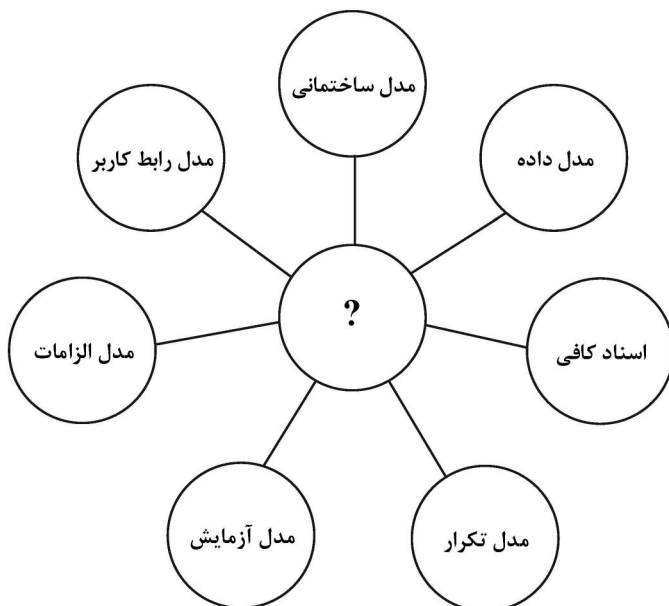 مدل ساختمانی
مدل رابط کاربر
مدل داده
?
مدل الزامات
اسناد کافی
مدل آزمایش
مدل تکرار